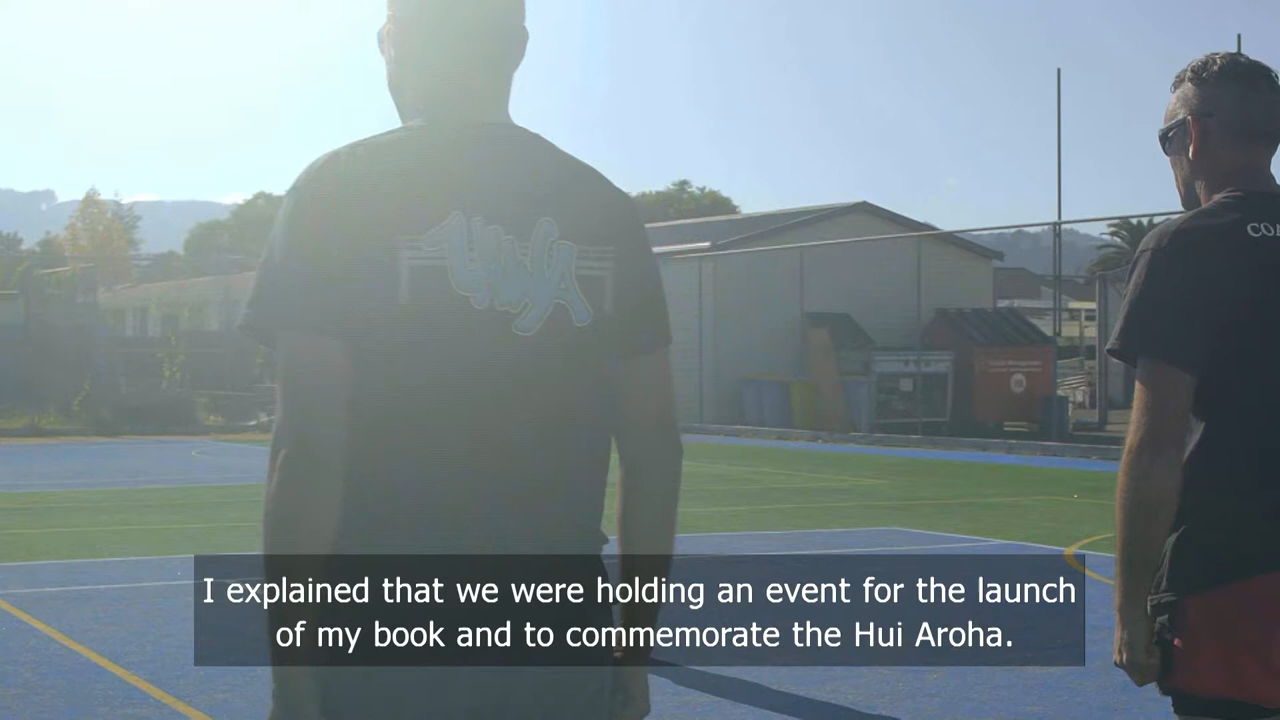 I explained that we were holding an event for the launch
of my book and to commemorate the Hui Aroha.